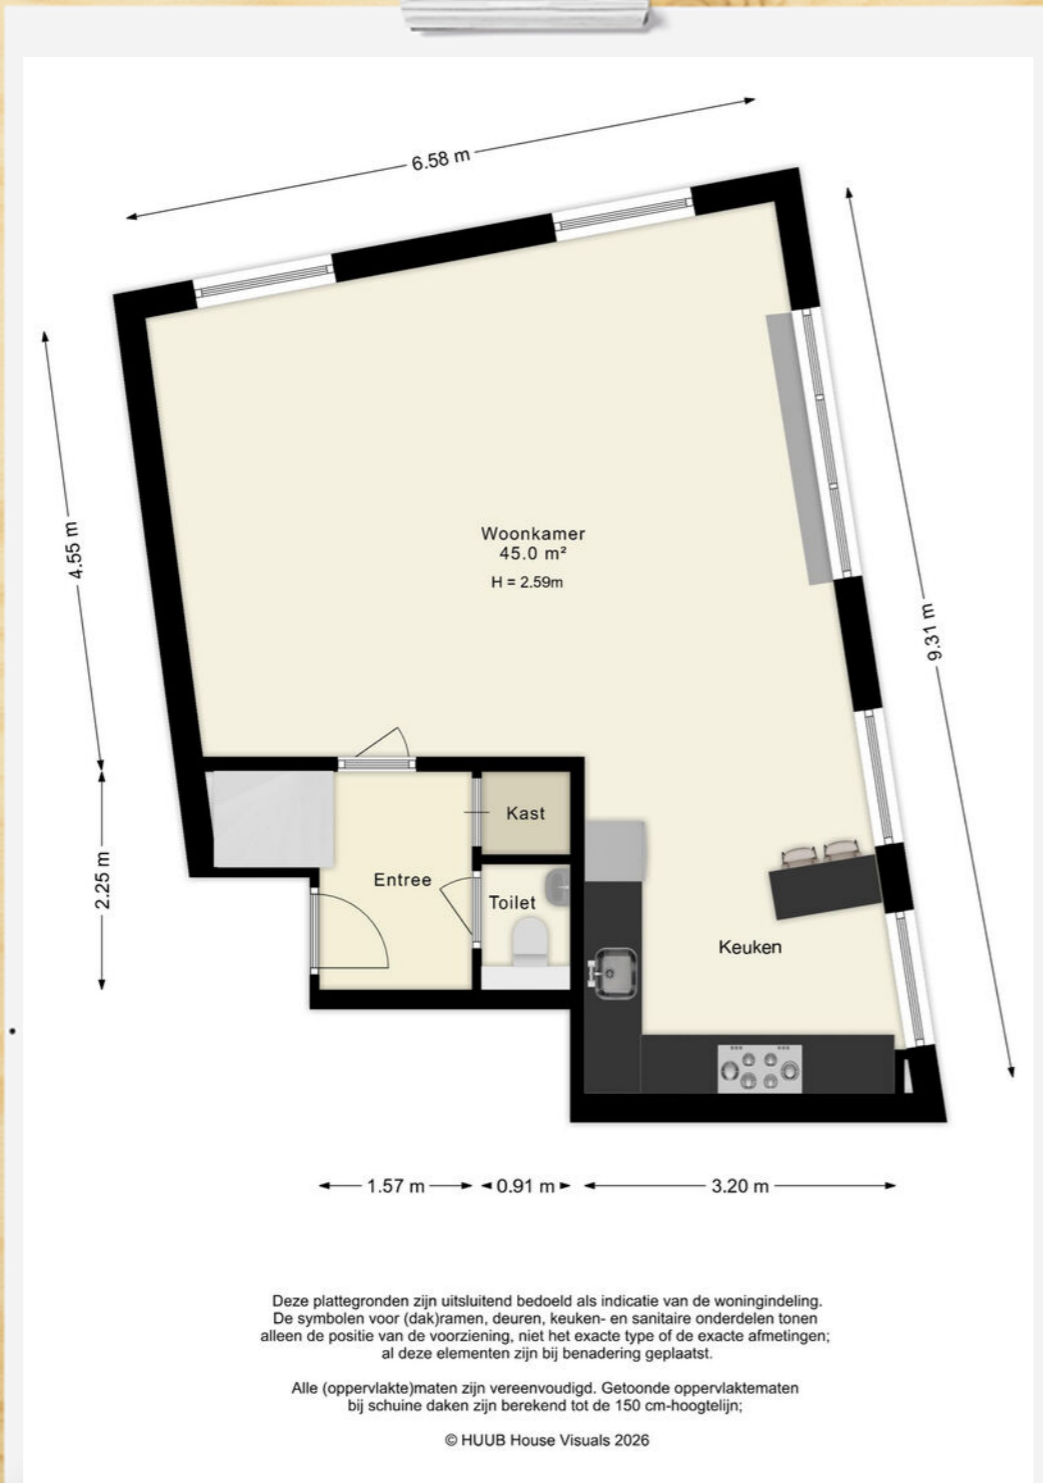 6.58 m
4.55 m
Woonkamer
45.0 m²
H = 2.59m
9.31 m
2.25 m
Kast
Entree
Toilet
Keuken
1.57 m
0.91 m
3.20 m
Deze plattegronden zijn uitsluitend bedoeld als indicatie van de woningindeling.
De symbolen voor (dak)ramen, deuren, keuken- en sanitaire onderdelen tonen
alleen de positie van de voorziening, niet het exacte type of de exacte afmetingen;
al deze elementen zijn bij benadering geplaatst.
Alle (oppervlakte)maten zijn vereenvoudigd. Getoonde oppervlaktematen
bij schuine daken zijn berekend tot de 150 cm-hoogtelijn;
© HUUB House Visuals 2026